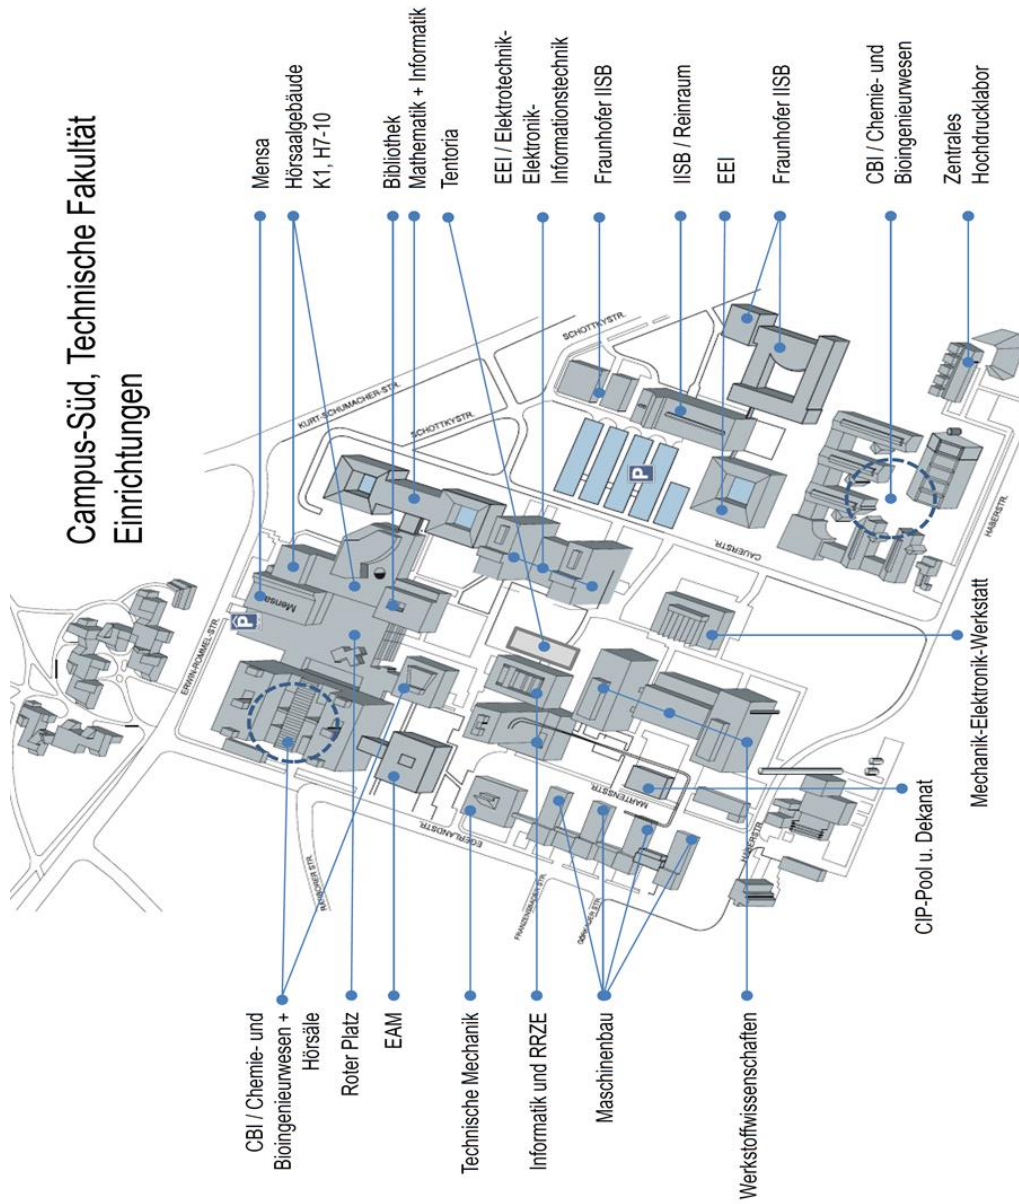 Campus-Süd, Technische Fakultät
Einrichtungen
Mensa
Hörsaalgebäude
K1, H7-10
Bibliothek
Mathematik + Informatik
Tentoria
EEI / Elektrotechnik-
Elektronik-
Informationstechnik
Fraunhofer IISB
IISB / Reinraum
EEI
Fraunhofer IISB
CBI / Chemie- und
Bioingenieurwesen
Zentrales
Hochdrucklabor
KURT-SCHUMACHER-STR.
SCHOTTKYSTR.
SCHOTTKYSTR.
ERWIN-ROMMEL-STR.
P
Mensa
P
CAUERSTR.
HABERSTR.
EGERLANDSTR.
MARTENSSTR.
FRANZENSBADER STR.
HABERSTR.
CBI / Chemie- und
Bioingenieurwesen +
Hörsäle
Roter Platz
EAM
Technische Mechanik
Informatik und RRZE
Maschinenbau
Werkstoffwissenschaften
CIP-Pool u. Dekanat
Mechanik-Elektronik-Werkstatt